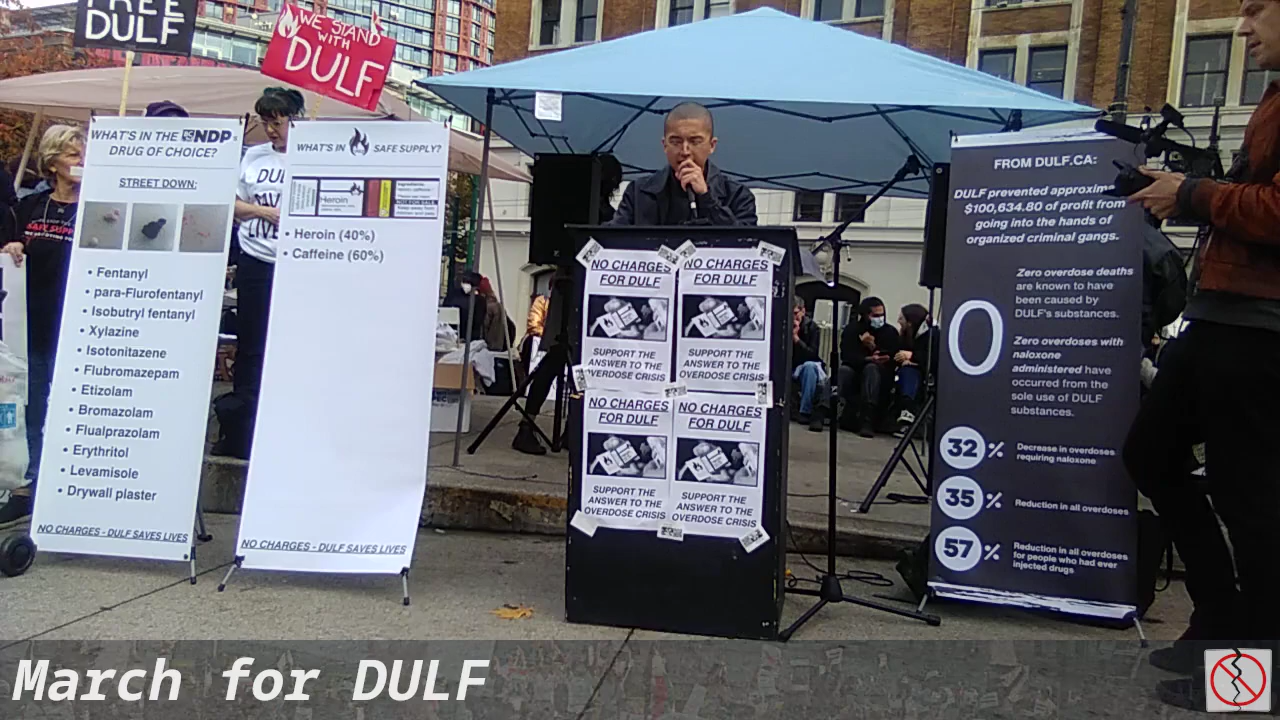 FREE
DULF
WE STAND
WITH
DULF
WHAT'S IN THE BCNDP's
DRUG OF CHOICE?
STREET DOWN:
• Fentanyl
• para-Flurofentanyl
• Isobutryl fentanyl
• Xylazine
• Isotonitazene
• Flubromazepam
• Etizolam
• Bromazolam
• Flualprazolam
• Erythritol
• Levamisole
• Drywall plaster
NO CHARGES - DULF SAVES LIVES
DUL
LIVE
WHAT'S IN SAFE SUPPLY?
Heroin
Ingredients:
NOT FOR SALE
• Heroin (40%)
• Caffeine (60%)
NO CHARGES - DULF SAVES LIVES
NO CHARGES
FOR DULF
SUPPORT THE
ANSWER TO THE
OVERDOSE CRISIS
NO CHARGES
FOR DULF
SUPPORT THE
ANSWER TO THE
OVERDOSE CRISIS
NO CHARGES
FOR DULF
SUPPORT THE
ANSWER TO THE
OVERDOSE CRISIS
NO CHARGES
FOR DULF
SUPPORT THE
ANSWER TO THE
OVERDOSE CRISIS
FROM DULF.CA:
DULF prevented approxima
$100,634.80 of profit from
going into the hands of
organized criminal gangs.
0
Zero overdose deaths
are known to have
been caused by
DULF's substances.
Zero overdoses with
naloxone
administered have
occurred from the
sole use of DULF
substances.
32%
Decrease in overdoses
requiring naloxone
35%
Reduction in all overdoses
57%
Reduction in all overdoses
for people who had ever
injected drugs
March for DULF